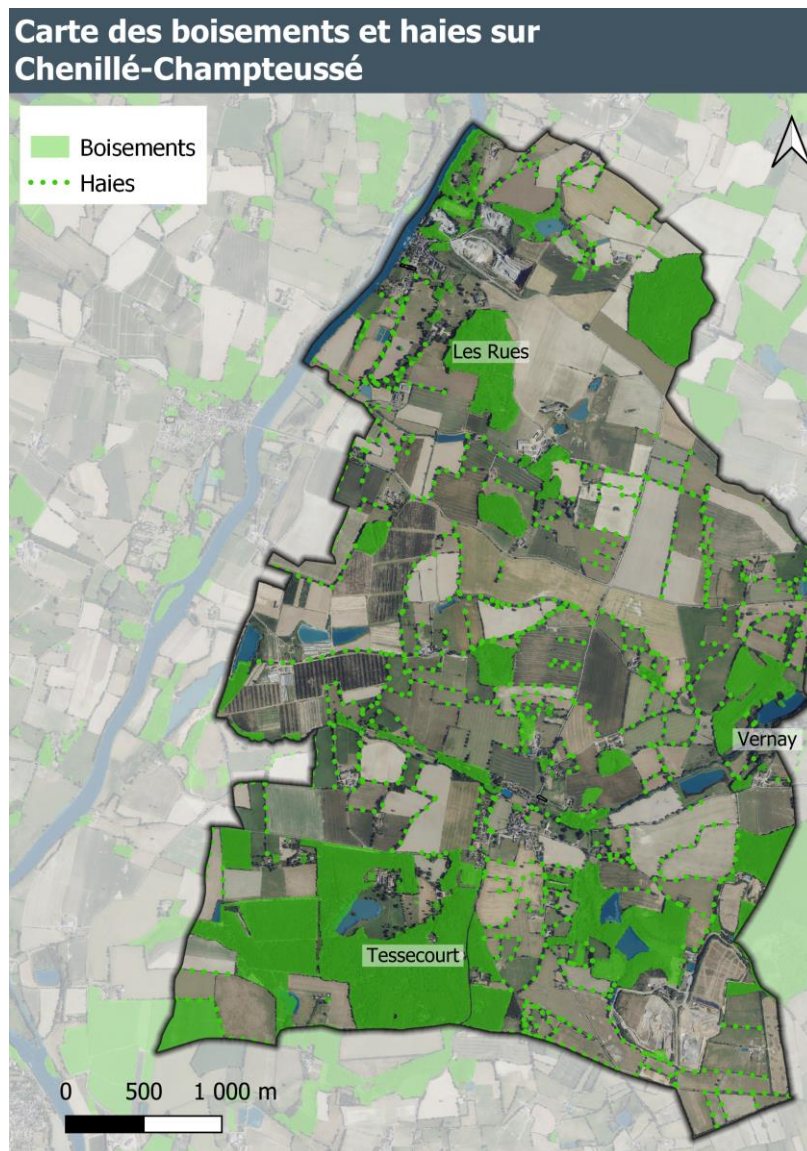 Carte des boisements et haies sur
Chenillé-Champteussé
Boisements
Haies
Les Rues
Vernay
Tessecourt
0 500 1 000 m